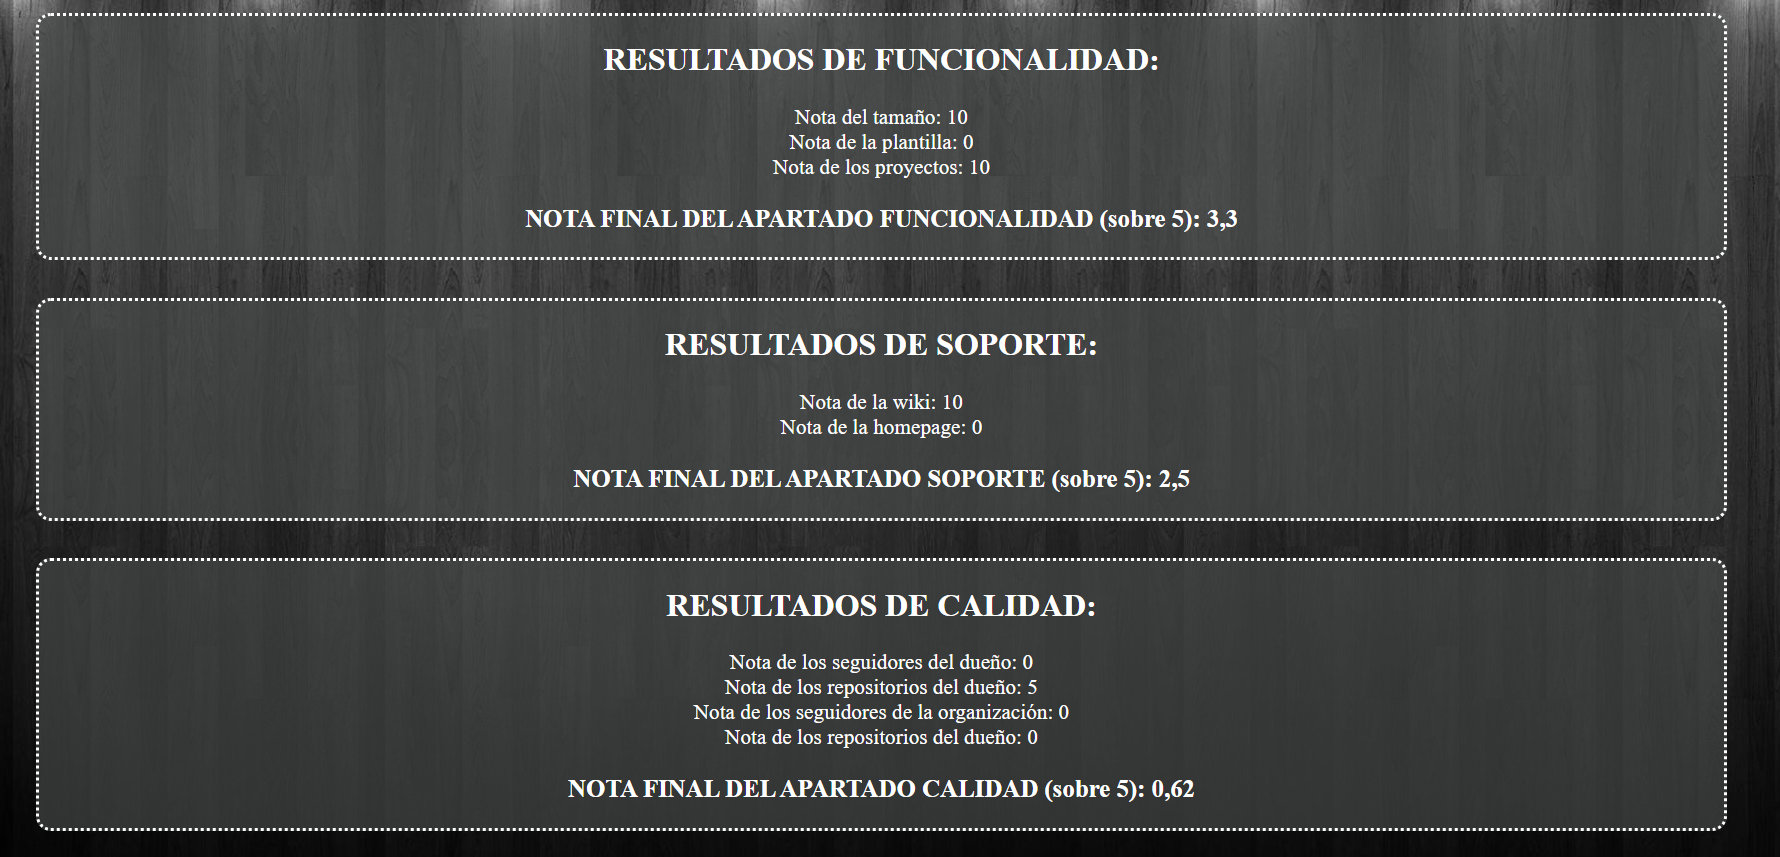 RESULTADOS DE FUNCIONALIDAD:
Nota del tamaño: 10
Nota de la plantilla: 0
Nota de los proyectos: 10
NOTA FINAL DEL APARTADO FUNCIONALIDAD (sobre 5): 3,3
RESULTADOS DE SOPORTE:
Nota de la wiki: 10
Nota de la homepage: 0
NOTA FINAL DEL APARTADO SOPORTE (sobre 5): 2,5
RESULTADOS DE CALIDAD:
Nota de los seguidores del dueño: 0
Nota de los repositorios del dueño: 5
Nota de los seguidores de la organización: 0
Nota de los repositorios del dueño: 0
NOTA FINAL DEL APARTADO CALIDAD (sobre 5): 0,62